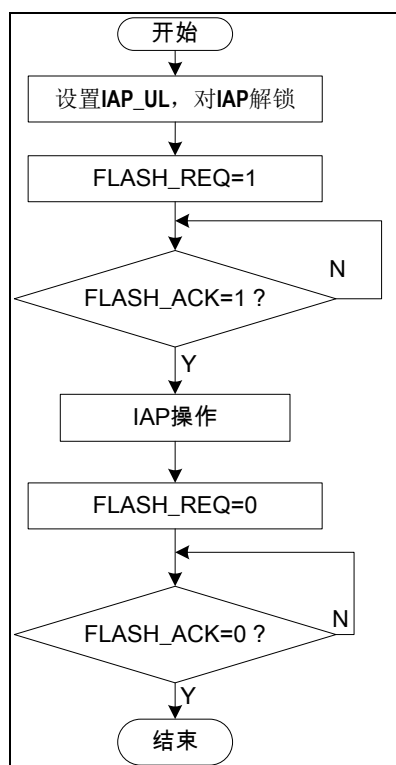 开始
设置IAP_UL，对IAP解锁
FLASH_REQ=1
N
FLASH_ACK=1 ?
Y
IAP操作
FLASH_REQ=0
N
FLASH_ACK=0 ?
Y
结束